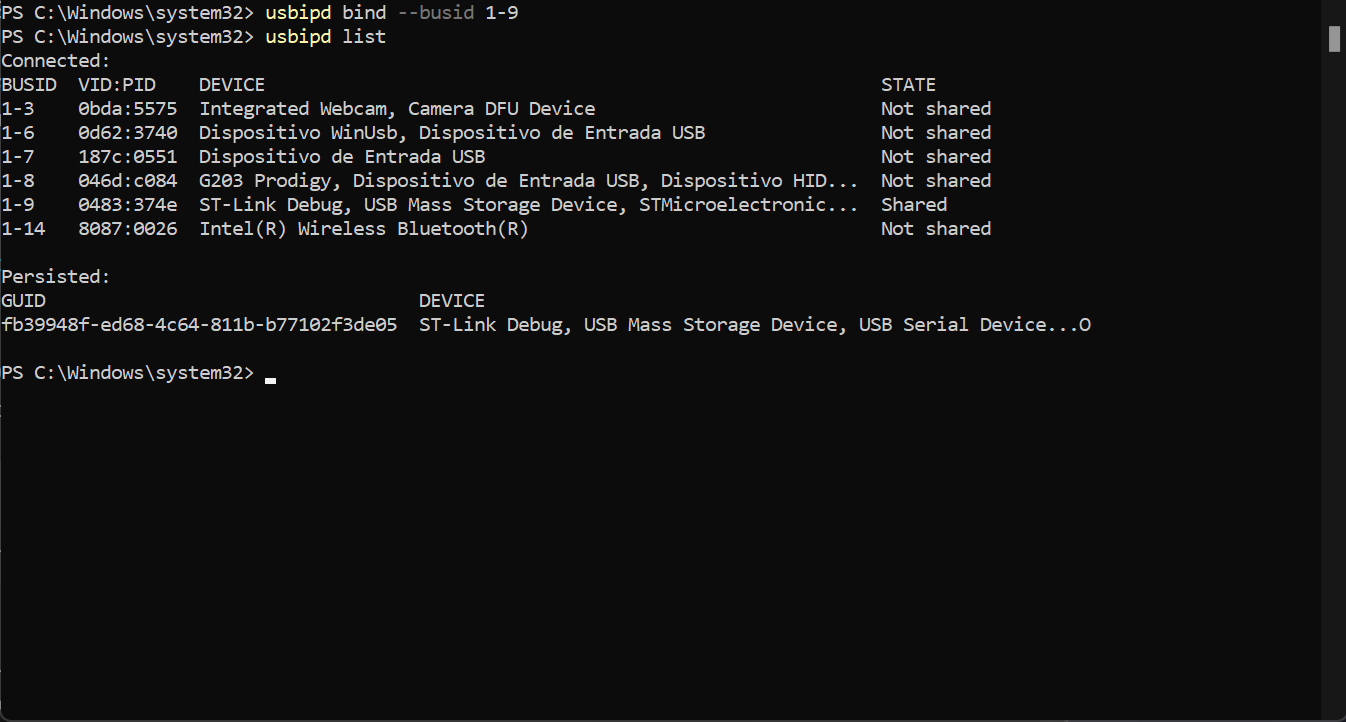 PS C:\Windows\system32> usbipd bind --busid 1-9
PS C:\Windows\system32> usbipd list
Connected:
BUSID  VID:PID    DEVICE                                                        STATE
1-3    0bda:5575  Integrated Webcam, Camera DFU Device                          Not shared
1-6    0d62:3740  Dispositivo WinUsb, Dispositivo de Entrada USB                Not shared
1-7    187c:0551  Dispositivo de Entrada USB                                    Not shared
1-8    046d:c084  G203 Prodigy, Dispositivo de Entrada USB, Dispositivo HID...  Not shared
1-9    0483:374e  ST-Link Debug, USB Mass Storage Device, STMicroelectronic...  Shared
1-14   8087:0026  Intel(R) Wireless Bluetooth(R)                                Not shared
Persisted:
GUID                                  DEVICE
fb39948f-ed68-4c64-811b-b77102f3de05  ST-Link Debug, USB Mass Storage Device, USB Serial Device...O
PS C:\Windows\system32>